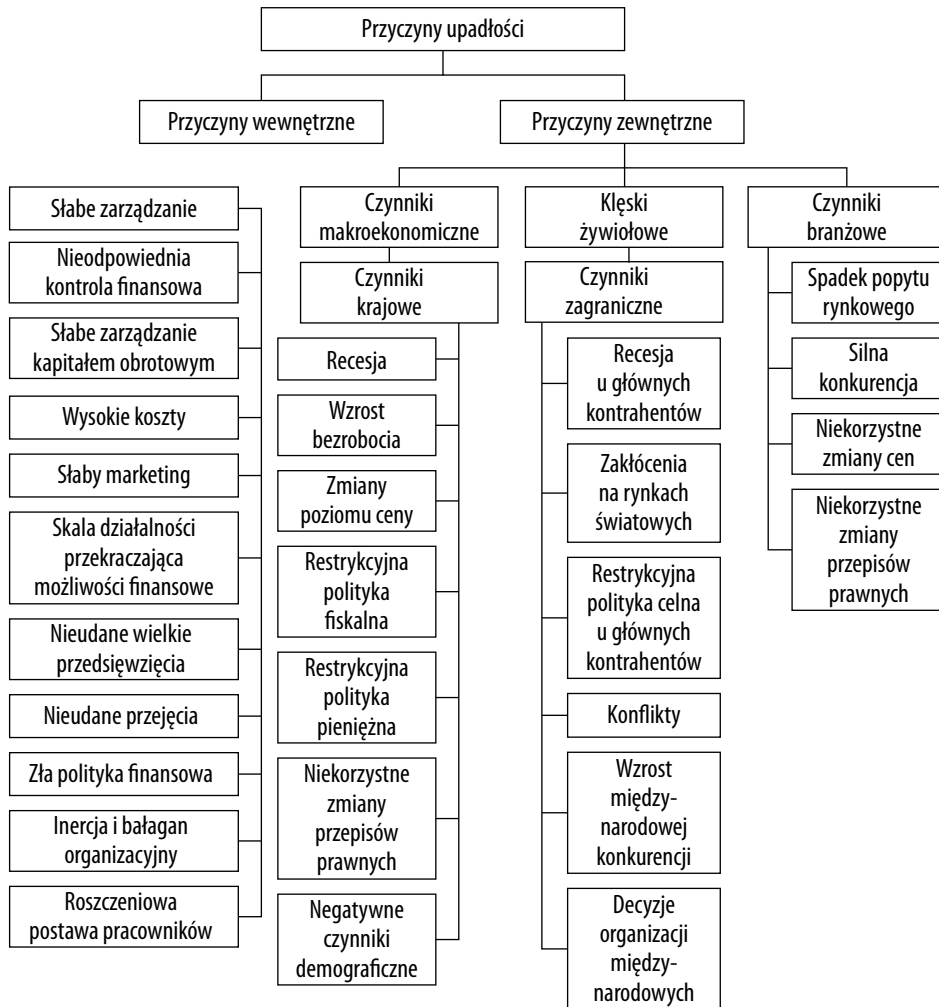 Przyczyny upadłości
Przyczyny wewnętrzne
Przyczyny zewnętrzne
Słabe zarządzanie
Nieodpowiednia
kontrola finansowa
Słabe zarządzanie
kapitałem obrotowym
Wysokie koszty
Słaby marketing
Skala działalności
przekraczająca
możliwości finansowe
Nieudane wielkie
przedsięwzięcia
Nieudane przejęcia
Zła polityka finansowa
Inercja i bałagan
organizacyjny
Roszczeniowa
postawa pracowników
Czynniki
makroekonomiczne
Czynniki
krajowe
Recesja
Wzrost
bezrobocia
Zmiany
poziomu ceny
Restrykcyjna
polityka
fiskalna
Restrykcyjna
polityka
pieniężna
Niekorzystne
zmiany
przepisów
prawnych
Negatywne
czynniki
demograficzne
Klęski
żywiołowe
Czynniki
zagraniczne
Recesja
u głównych
kontrahentów
Zakłócenia
na rynkach
światowych
Restrykcyjna
polityka celna
u głównych
kontrahentów
Konflikty
Wzrost
między-
narodowej
konkurencji
Decyzje
organizacji
między-
narodowych
Czynniki
branżowe
Spadek popytu
rynkowego
Silna
konkurencja
Niekorzystne
zmiany cen
Niekorzystne
zmiany
przepisów
prawnych